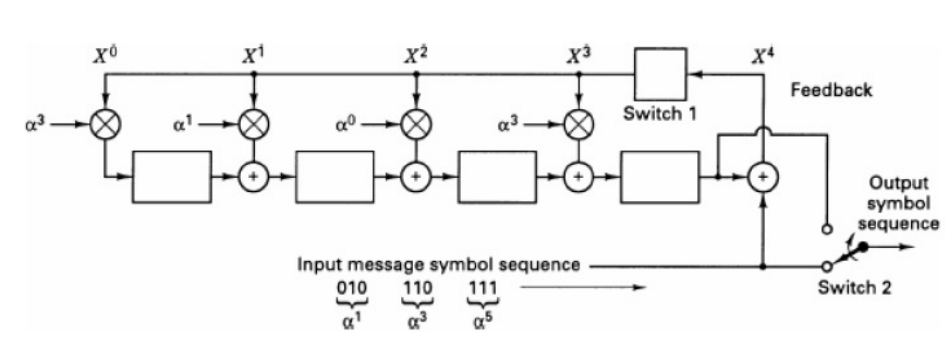 X⁰ X¹ X² X³ X⁴
Feedback
Switch 1
α³ α¹ α⁰ α³
+ + + +
Output
symbol
sequence
Input message symbol sequence
010 110 111
α¹ α³ α⁵
Switch 2